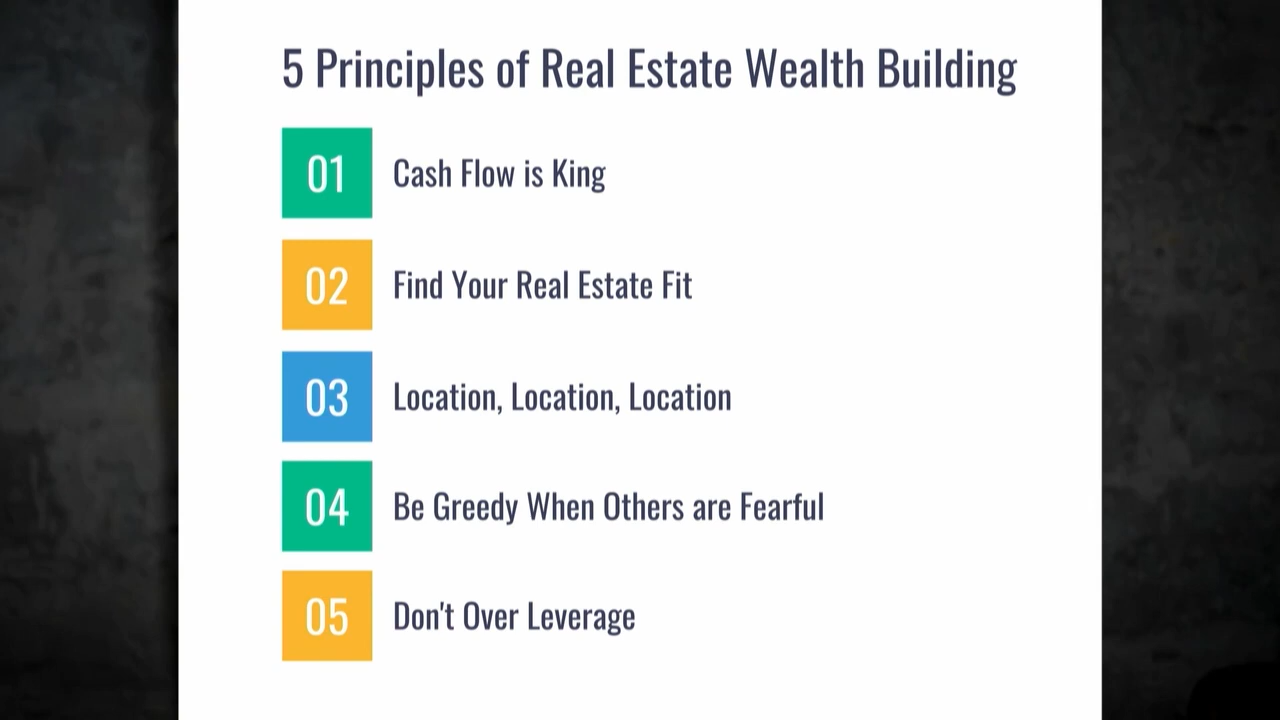 5 Principles of Real Estate Wealth Building
01 Cash Flow is King
02 Find Your Real Estate Fit
03 Location, Location, Location
04 Be Greedy When Others are Fearful
05 Don't Over Leverage